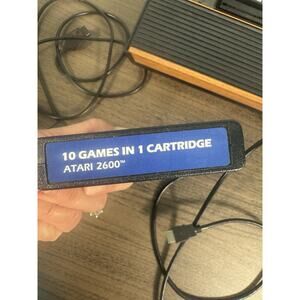 10 GAMES IN 1 CARTRIDGE
ATARI 2600™